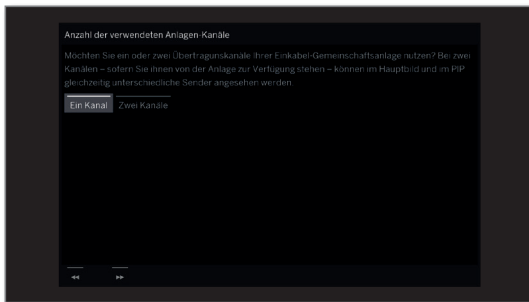 Anzahl der verwendeten Anlagen-Kanäle
Möchten Sie ein oder zwei Übertragunskanäle Ihrer Einkabel-Gemeinschaftsanlage nutzen? Bei zwei
Kanälen – sofern Sie ihnen von der Anlage zur Verfügung stehen – können im Hauptbild und im PIP
gleichzeitig unterschiedliche Sender angesehen werden.
Ein Kanal Zwei Kanäle